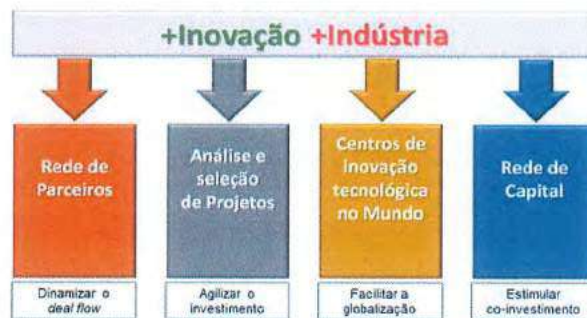 +Inovação +Indústria
Rede de
Parceiros
Análise e
seleção
de Projetos
Centros de
inovação
tecnológica
no Mundo
Rede de
Capital
Dinamizar o
deal flow
Agilizar o
investimento
Facilitar a
globalização
Estimular
co-investimento